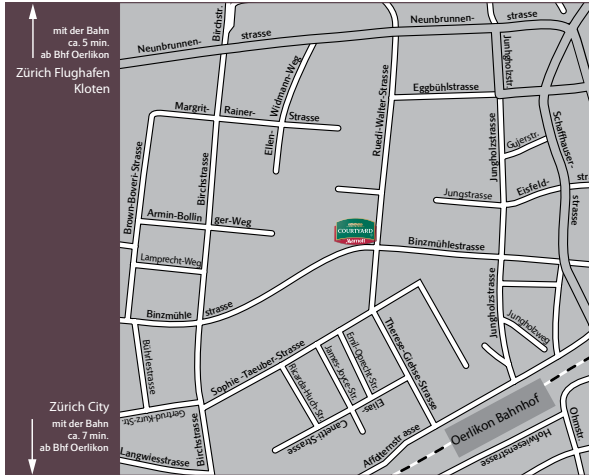 mit der Bahn
ca. 5 min.
ab Bhf Oerlikon
Zürich Flughafen
Kloten
Zürich City
mit der Bahn
ca. 7 min.
ab Bhf Oerlikon
Birchstr.
Neunbrunnen-
Neunbrunnen-
strasse
Junhgholzstr.
Widmann-Weg
Ellen-
Ruedi-Walter-Strasse
Eggbühlstrasse
Margrit-
Rainer-
Strasse
Brown-Boveri-Strasse
Birchstrasse
Jungholzstrasse
Gujerstr.
Schaffhauser-
strasse
Jungstrasse
Eisfeld-
str.
Armin-Bollin
ger-Weg
COURTYARD
Marriott
Binzmühlestrasse
Lamprecht-Weg
Binzmühle
strasse
Jungholzstrasse
Jungholzweg
Bührlestrasse
Sophie-Taeuber-Strasse
Emil-Oprecht-Str.
James-Joyce-Str.
Ricarda-Huch-Str.
Therese-Giehse-Strasse
Elias-
Canetti-Strasse
Gertrud-Kurz-Str.
Birchstrasse
Langwiesstrasse
Affolternstrasse
Oerlikon Bahnhof
Hofwiesenstrasse
Ohmstr.